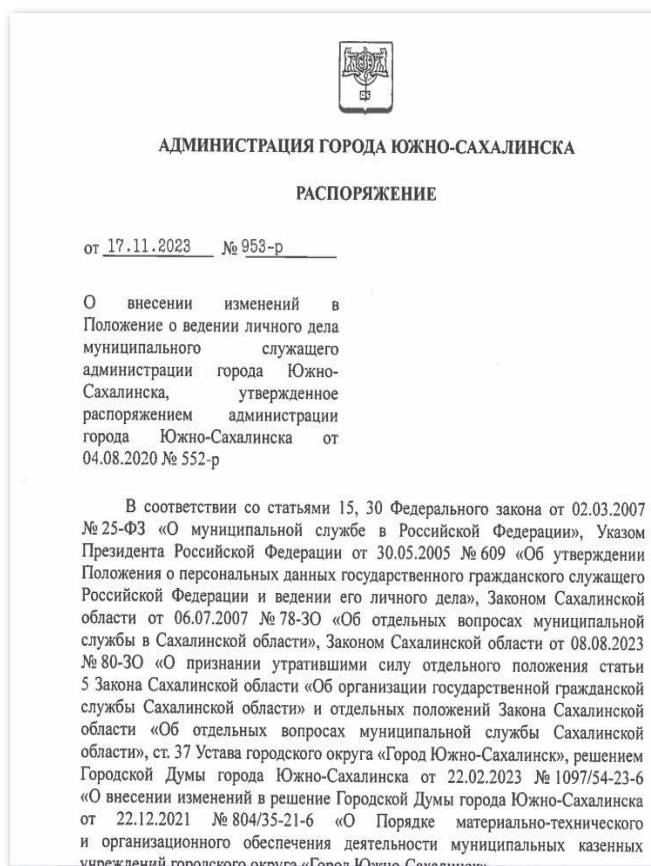 АДМИНИСТРАЦИЯ ГОРОДА ЮЖНО-САХАЛИНСКА
РАСПОРЯЖЕНИЕ
от 17.11.2023 № 953-р
О внесении изменений в
Положение о ведении личного дела
муниципального служащего
администрации города Южно-
Сахалинска, утвержденное
распоряжением администрации
города Южно-Сахалинска от
04.08.2020 № 552-р
В соответствии со статьями 15, 30 Федерального закона от 02.03.2007
№ 25-ФЗ «О муниципальной службе в Российской Федерации», Указом
Президента Российской Федерации от 30.05.2005 № 609 «Об утверждении
Положения о персональных данных государственного гражданского служащего
Российской Федерации и ведении его личного дела», Законом Сахалинской
области от 06.07.2007 № 78-ЗО «Об отдельных вопросах муниципальной
службы в Сахалинской области», Законом Сахалинской области от 08.08.2023
№ 80-ЗО «О признании утратившими силу отдельного положения статьи
5 Закона Сахалинской области «Об организации государственной гражданской
службы Сахалинской области» и отдельных положений Закона Сахалинской
области «Об отдельных вопросах муниципальной службы Сахалинской
области», ст. 37 Устава городского округа «Город Южно-Сахалинск», решением
Городской Думы города Южно-Сахалинска от 22.02.2023 № 1097/54-23-6
«О внесении изменений в решение Городской Думы города Южно-Сахалинска
от 22.12.2021 № 804/35-21-6 «О Порядке материально-технического
и организационного обеспечения деятельности муниципальных казенных
учреждений городского округа «Город Южно-Сахалинск»